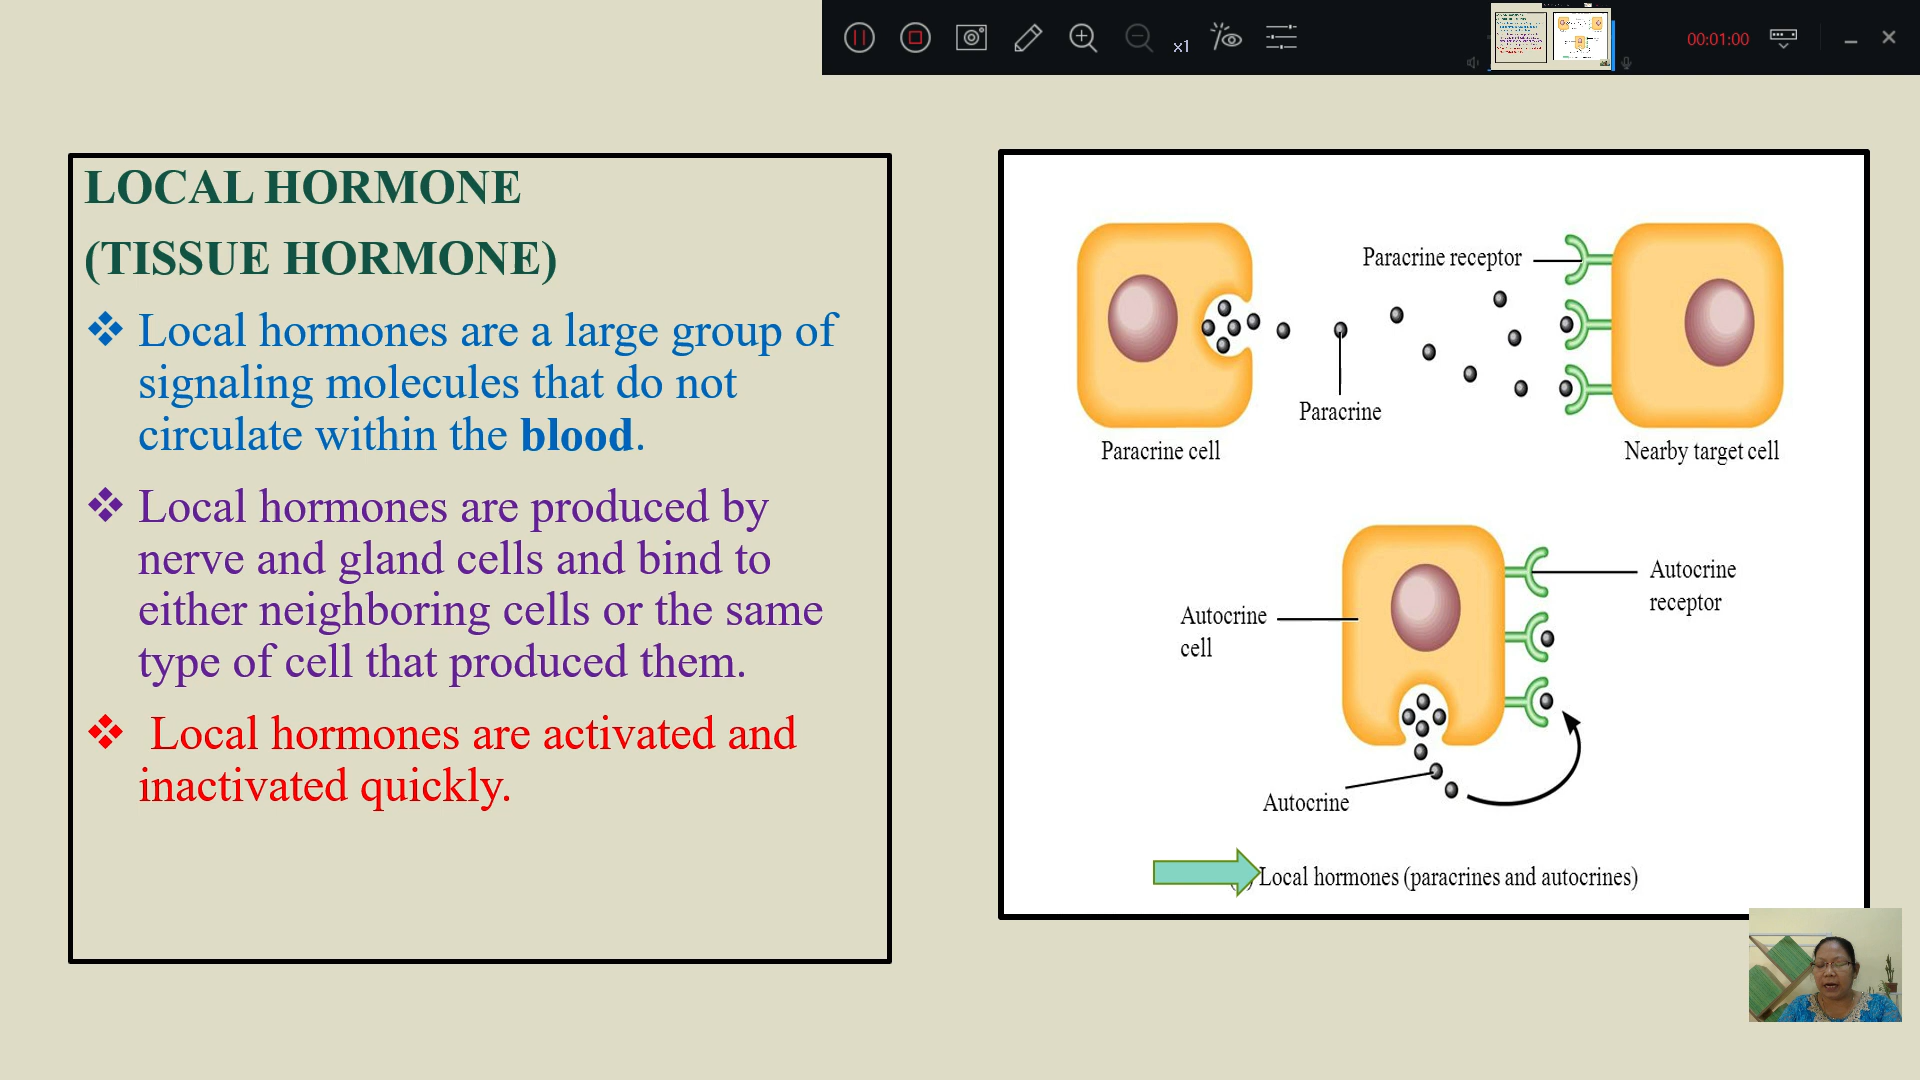 x1
00:01:00
LOCAL HORMONE
(TISSUE HORMONE)
Local hormones are a large group of
signaling molecules that do not
circulate within the blood.
Local hormones are produced by
nerve and gland cells and bind to
either neighboring cells or the same
type of cell that produced them.
Local hormones are activated and
inactivated quickly.
Paracrine receptor
Paracrine
Paracrine cell
Nearby target cell
Autocrine
receptor
Autocrine
cell
Autocrine
Local hormones (paracrines and autocrines)